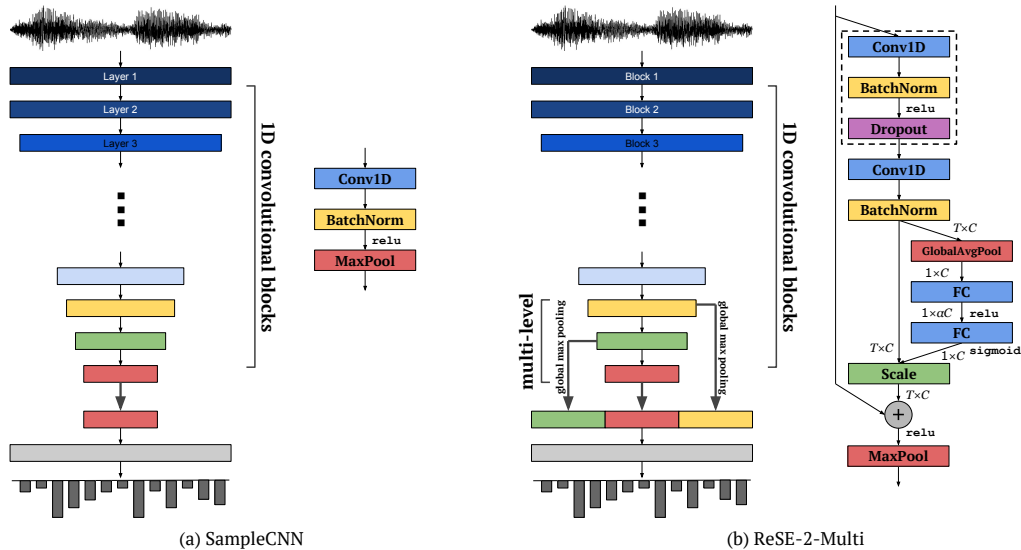 Layer 1
Layer 2
Layer 3
1D convolutional blocks
Conv1D
BatchNorm
relu
MaxPool
(a) SampleCNN
Block 1
Block 2
Block 3
1D convolutional blocks
multi-level
global max pooling
global max pooling
Conv1D
BatchNorm
relu
Dropout
Conv1D
BatchNorm
T×C
GlobalAvgPool
1×C
FC
1×αC relu
FC
T×C 1×C sigmoid
Scale
T×C
+
relu
MaxPool
(b) ReSE-2-Multi